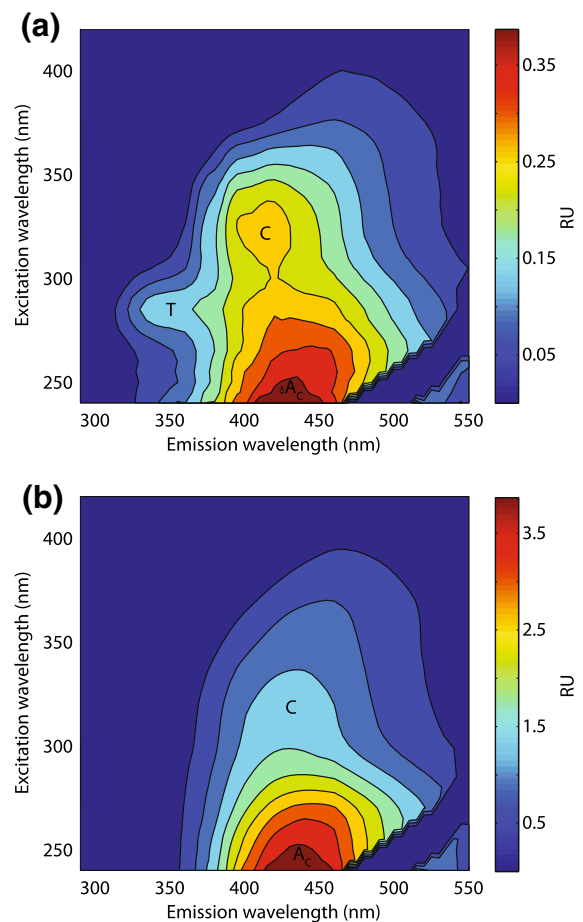 (a)
400
350
300
250
Excitation wavelength (nm)
C
T
A_C
300 350 400 450 500 550
Emission wavelength (nm)
0.35
0.25
0.15
0.05
RU
(b)
400
350
300
250
Excitation wavelength (nm)
C
A_C
300 350 400 450 500 550
Emission wavelength (nm)
3.5
2.5
1.5
0.5
RU